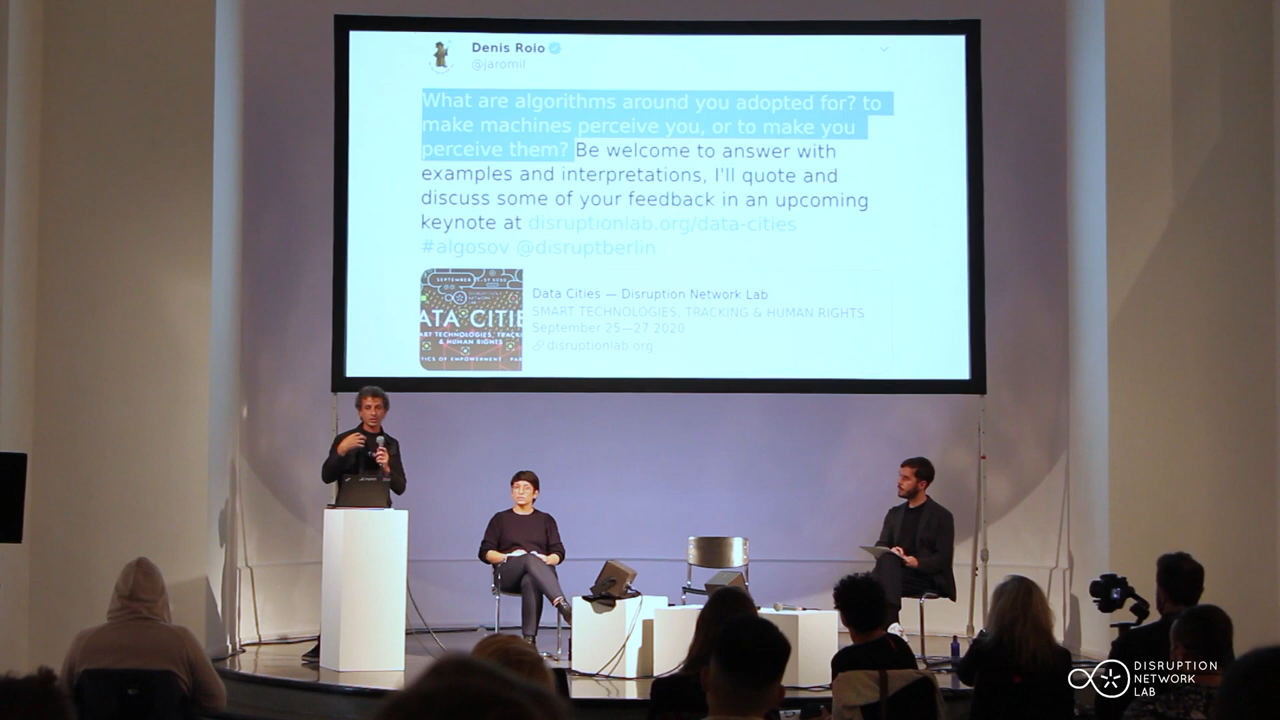 Denis Roio
@jaromil
What are algorithms around you adopted for? to
make machines perceive you, or to make you
perceive them? Be welcome to answer with
examples and interpretations, I'll quote and
discuss some of your feedback in an upcoming
keynote at disruptionlab.org/data-cities
#algosov @disruptberlin
ATA CITIE
& HUMAN RIGHTS
Data Cities — Disruption Network Lab
SMART TECHNOLOGIES, TRACKING & HUMAN RIGHTS
September 25—27 2020
disruptionlab.org
DISRUPTION
NETWORK
LAB